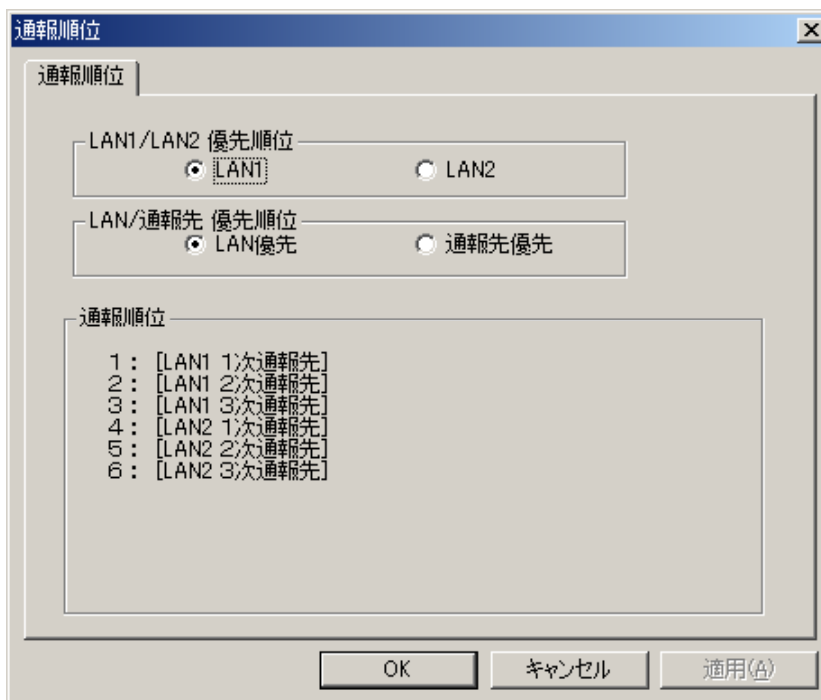 通報順位
通報順位
LAN1/LAN2 優先順位
LAN1 LAN2
LAN/通報先 優先順位
LAN優先 通報先優先
通報順位
1： [LAN1 1次通報先]
2： [LAN1 2次通報先]
3： [LAN1 3次通報先]
4： [LAN2 1次通報先]
5： [LAN2 2次通報先]
6： [LAN2 3次通報先]
OK キャンセル 適用(A)